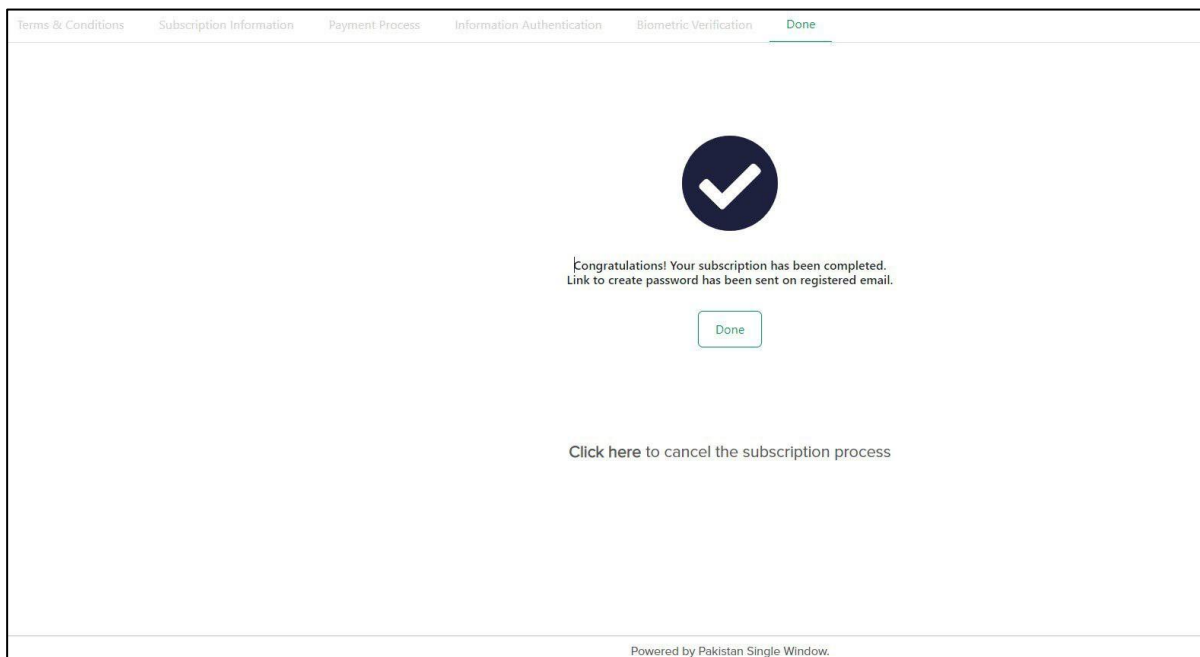 Terms & Conditions Subscription Information Payment Process Information Authentication Biometric Verification Done
Congratulations! Your subscription has been completed.
Link to create password has been sent on registered email.
Done
Click here to cancel the subscription process
Powered by Pakistan Single Window.